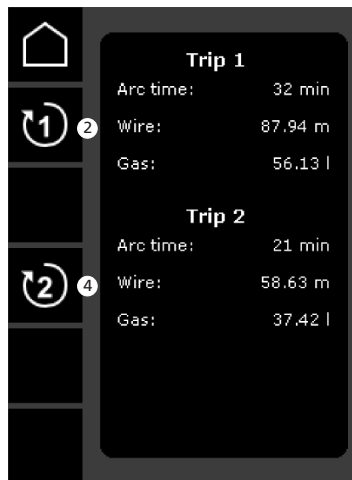 Trip 1
Arc time: 32 min
1 2 Wire: 87.94 m
Gas: 56.13 l
Trip 2
Arc time: 21 min
2 4 Wire: 58.63 m
Gas: 37.42 l